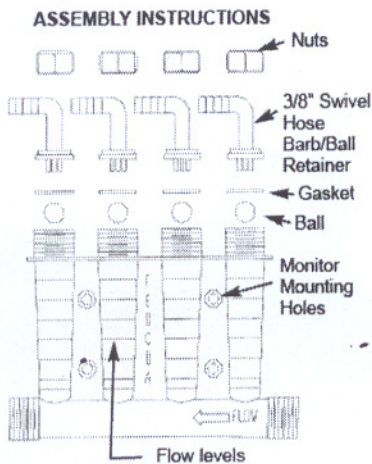 ASSEMBLY INSTRUCTIONS
Nuts
3/8" Swivel
Hose
Barb/Ball
Retainer
Gasket
Ball
Monitor
Mounting
Holes
FLOW
Flow levels